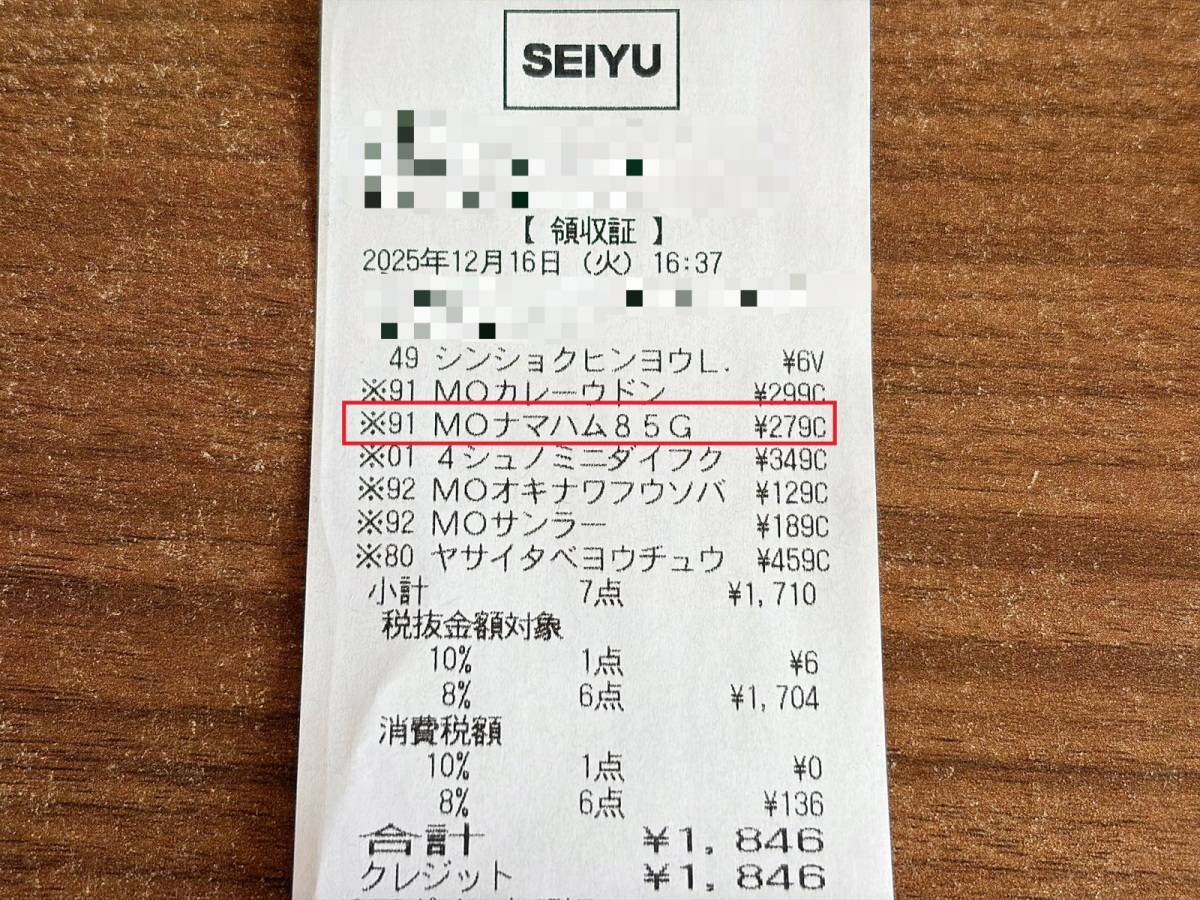 SEIYU
【 領収証 】
2025年12月16日 (火) 16:37
49 シンショクヒンヨウL. ¥6V
※91 MOカレーウドン ¥299C
※91 MOナマハム85G ¥279C
※01 4シュノミニダイフク ¥349C
※92 MOオキナワフウソバ ¥129C
※92 MOサンラー ¥189C
※80 ヤサイタベヨウチュウ ¥459C
小計 7点 ¥1,710
税抜金額対象
10% 1点 ¥6
8% 6点 ¥1,704
消費税額
10% 1点 ¥0
8% 6点 ¥136
合計 ¥1,846
クレジット ¥1,846